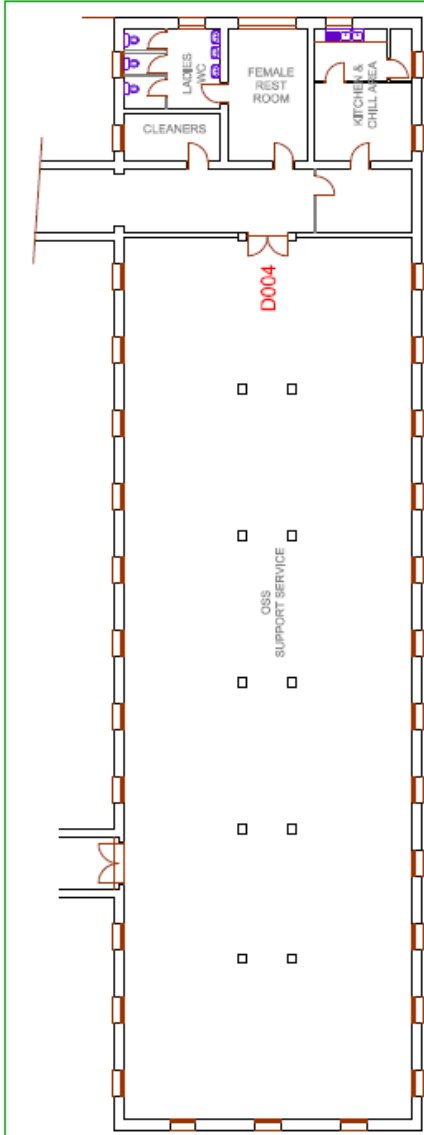 LADIES
WC
FEMALE
REST
ROOM
KITCHEN &
CHILL AREA
CLEANERS
D004
OSS
SUPPORT SERVICE